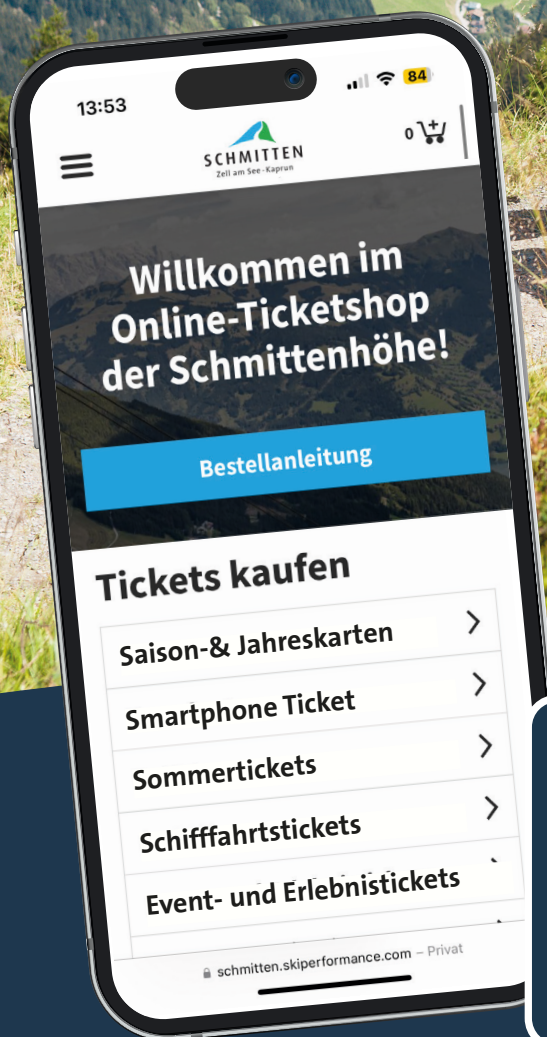 13:53
84
SCHMITTEN
Zell am See-Kaprun
0
Willkommen im
Online-Ticketshop
der Schmittenhöhe!
Bestellanleitung
Tickets kaufen
Saison-& Jahreskarten
Smartphone Ticket
Sommertickets
Schifffahrtstickets
Event- und Erlebnistickets
schmitten.skiperformance.com – Privat